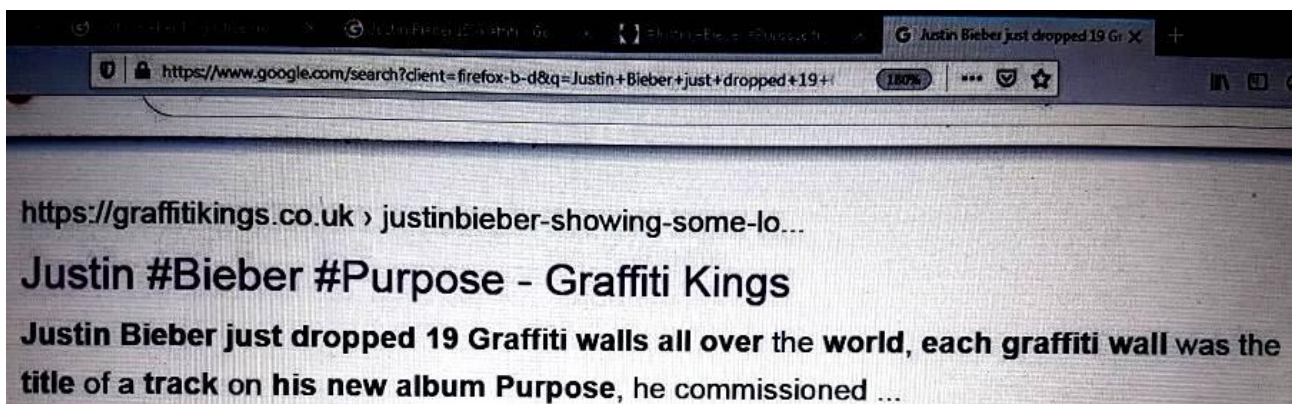 Justin Bieber just dropped 19 Gr
https://www.google.com/search?client=firefox-b-d&q=Justin+Bieber+just+dropped+19+ 180%
https://graffitikings.co.uk › justinbieber-showing-some-lo...
Justin #Bieber #Purpose - Graffiti Kings
Justin Bieber just dropped 19 Graffiti walls all over the world, each graffiti wall was the
title of a track on his new album Purpose, he commissioned ...